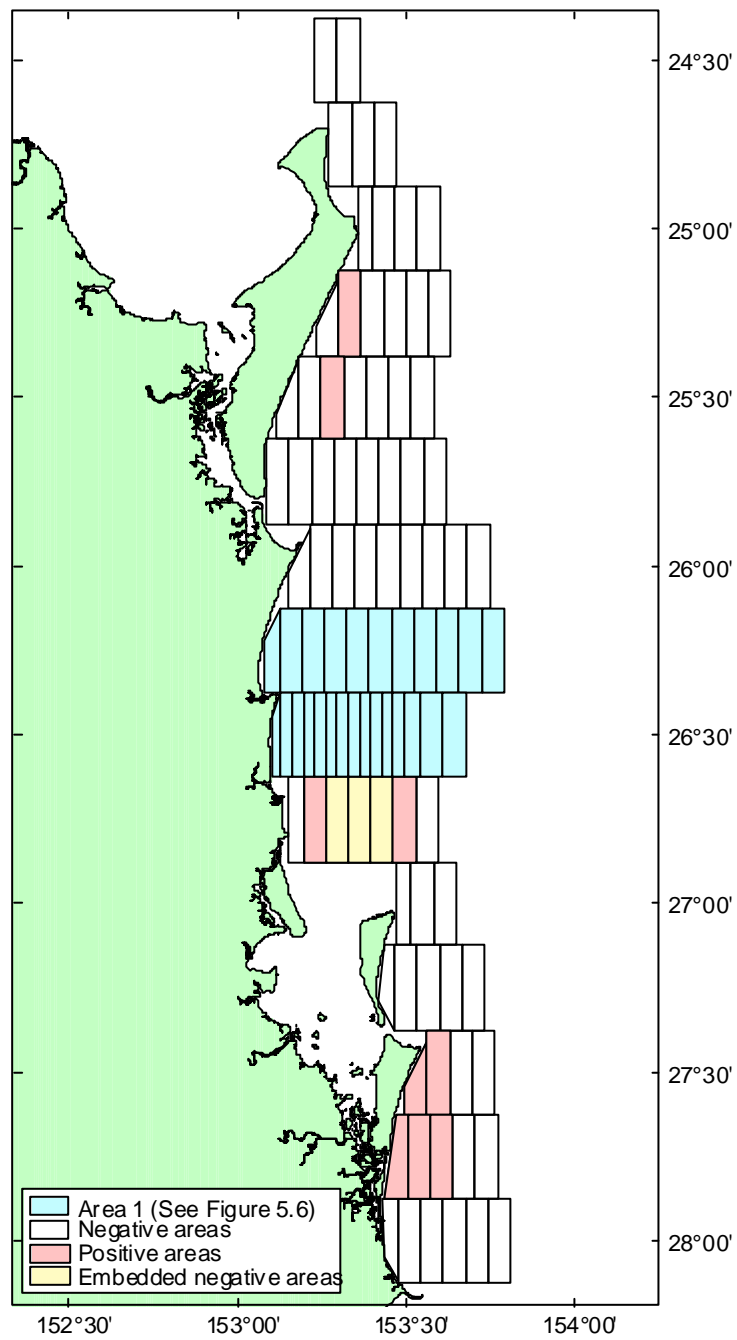 24°30'
25°00'
25°30'
26°00'
26°30'
27°00'
27°30'
28°00'
Area 1 (See Figure 5.6)
Negative areas
Positive areas
Embedded negative areas
152°30' 153°00' 153°30' 154°00'